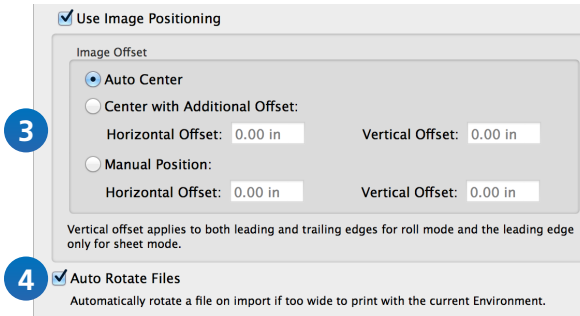 Use Image Positioning
Image Offset
Auto Center
Center with Additional Offset:
3
Horizontal Offset: 0.00 in Vertical Offset: 0.00 in
Manual Position:
Horizontal Offset: 0.00 in Vertical Offset: 0.00 in
Vertical offset applies to both leading and trailing edges for roll mode and the leading edge
only for sheet mode.
4 Auto Rotate Files
Automatically rotate a file on import if too wide to print with the current Environment.